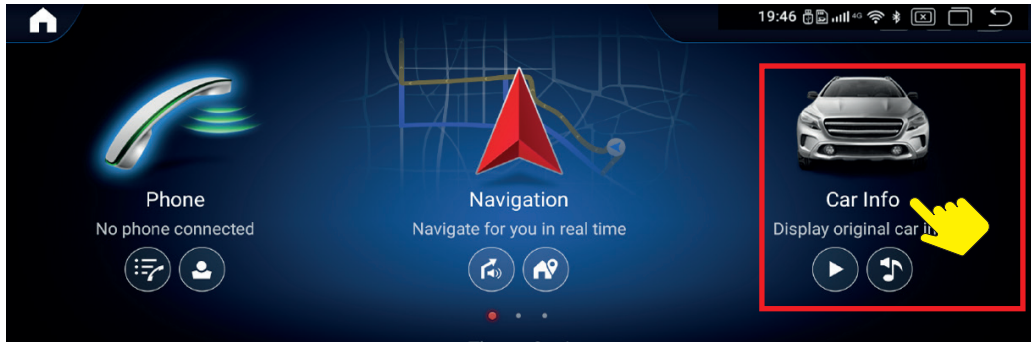 19:46 4G
Phone
No phone connected
Navigation
Navigate for you in real time
Car Info
Display original car in